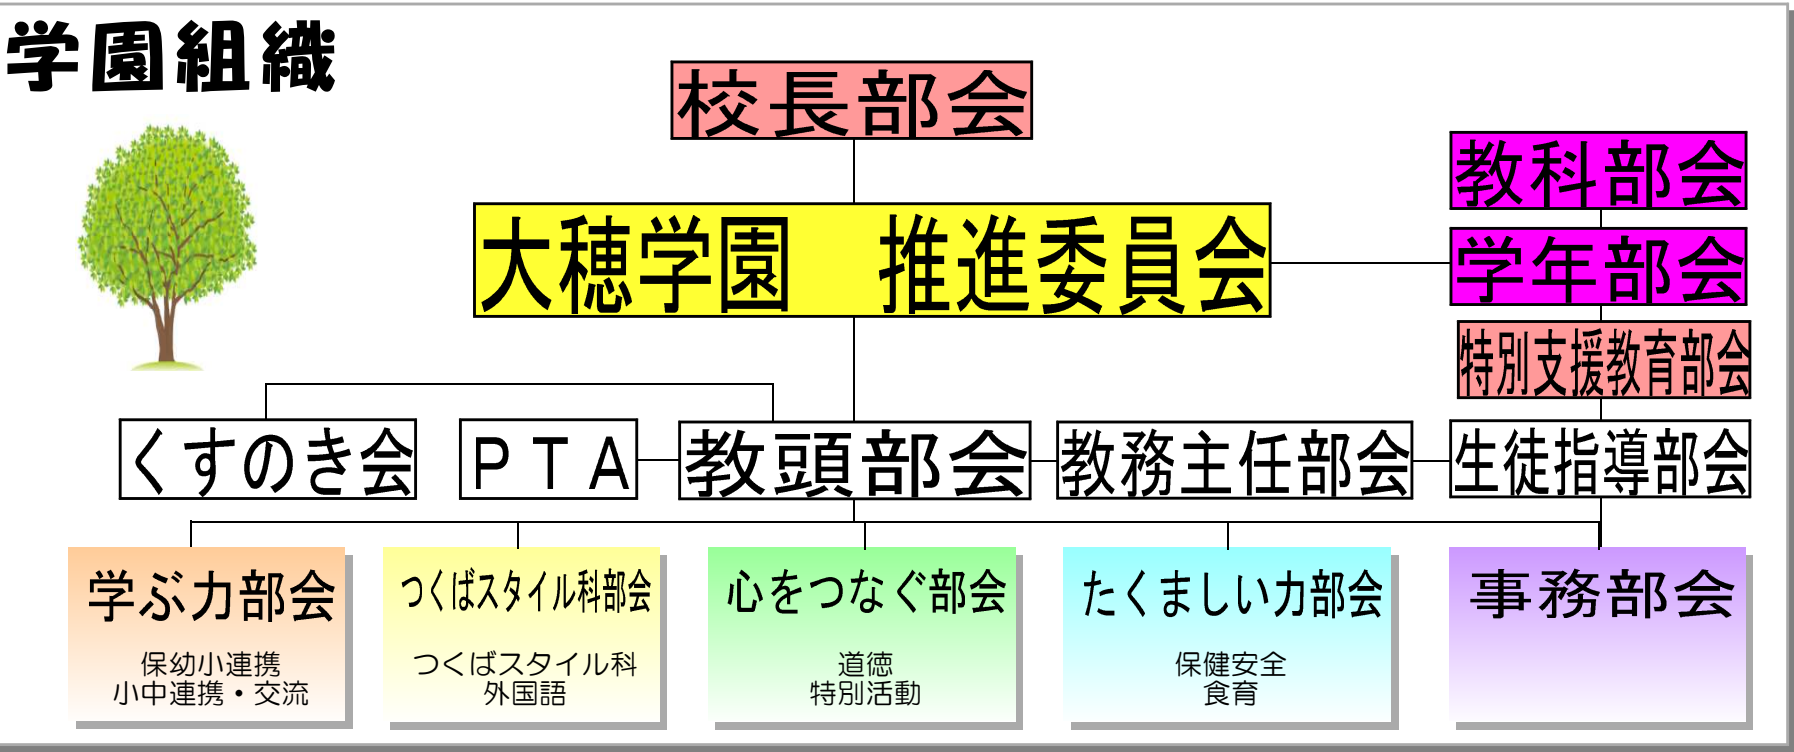 学園組織
校長部会
教科部会
大穂学園　推進委員会
学年部会
特別支援教育部会
くすのき会
ＰＴＡ
教頭部会
教務主任部会
生徒指導部会
学ぶ力部会
保幼小連携
小中連携・交流
つくばスタイル科部会
つくばスタイル科
外国語
心をつなぐ部会
道徳
特別活動
たくましい力部会
保健安全
食育
事務部会